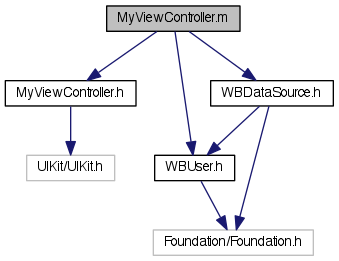 MyViewController.m
MyViewController.h
WBDataSource.h
UIKit/UIKit.h
WBUser.h
Foundation/Foundation.h